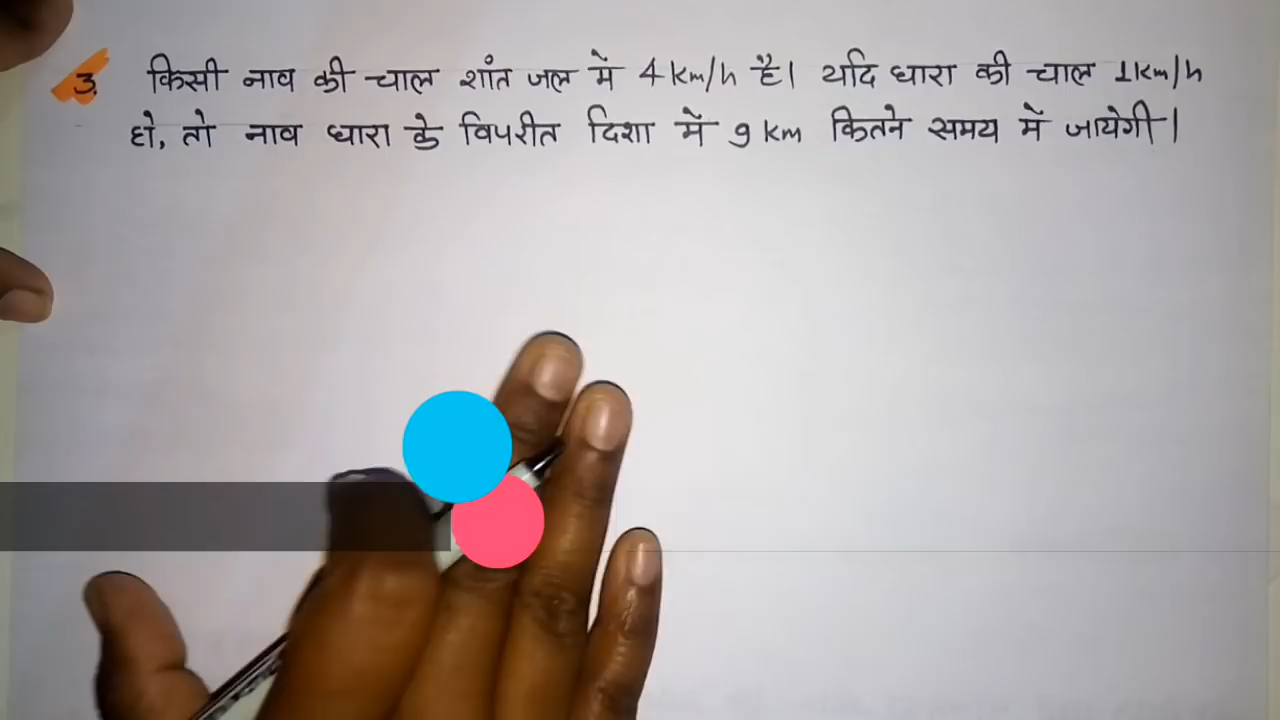 3. किसी नाव की चाल शांत जल में 4 km/h है। यदि धारा की चाल 1 km/h
हो, तो नाव धारा के विपरीत दिशा में 9 km कितने समय में जायेगी।